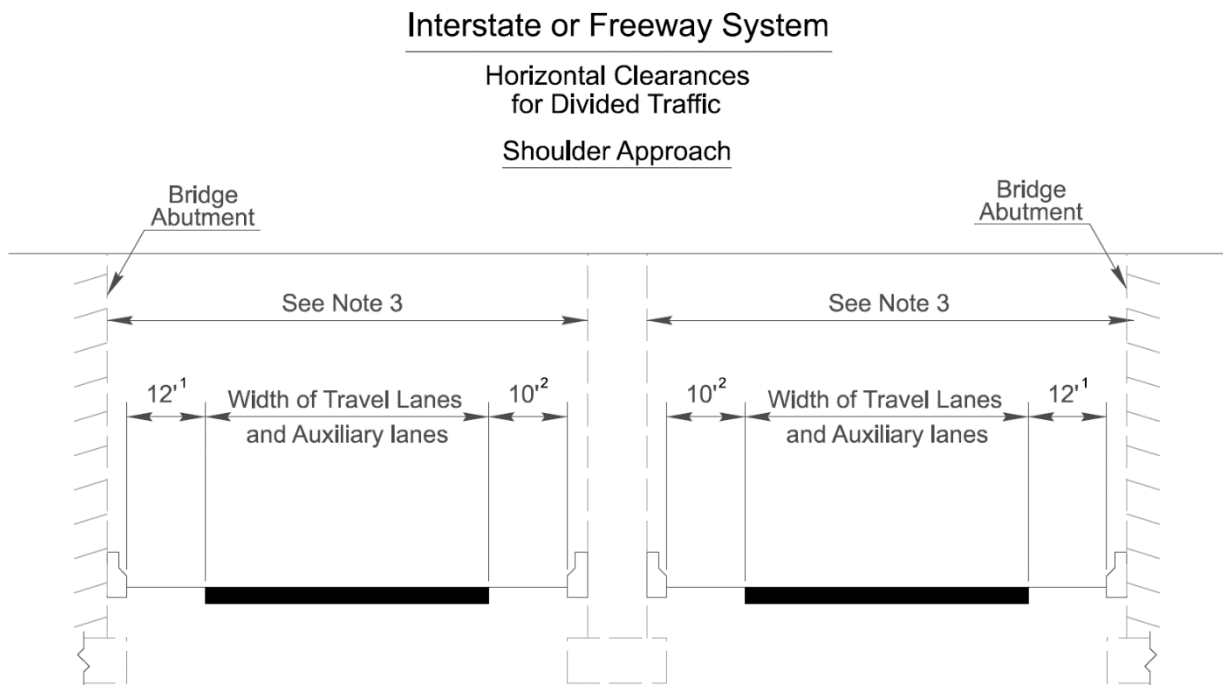 Interstate or Freeway System
Horizontal Clearances
for Divided Traffic
Shoulder Approach
Bridge
Abutment
Bridge
Abutment
See Note 3
See Note 3
12'¹
Width of Travel Lanes
and Auxiliary lanes
10'²
10'²
Width of Travel Lanes
and Auxiliary lanes
12'¹